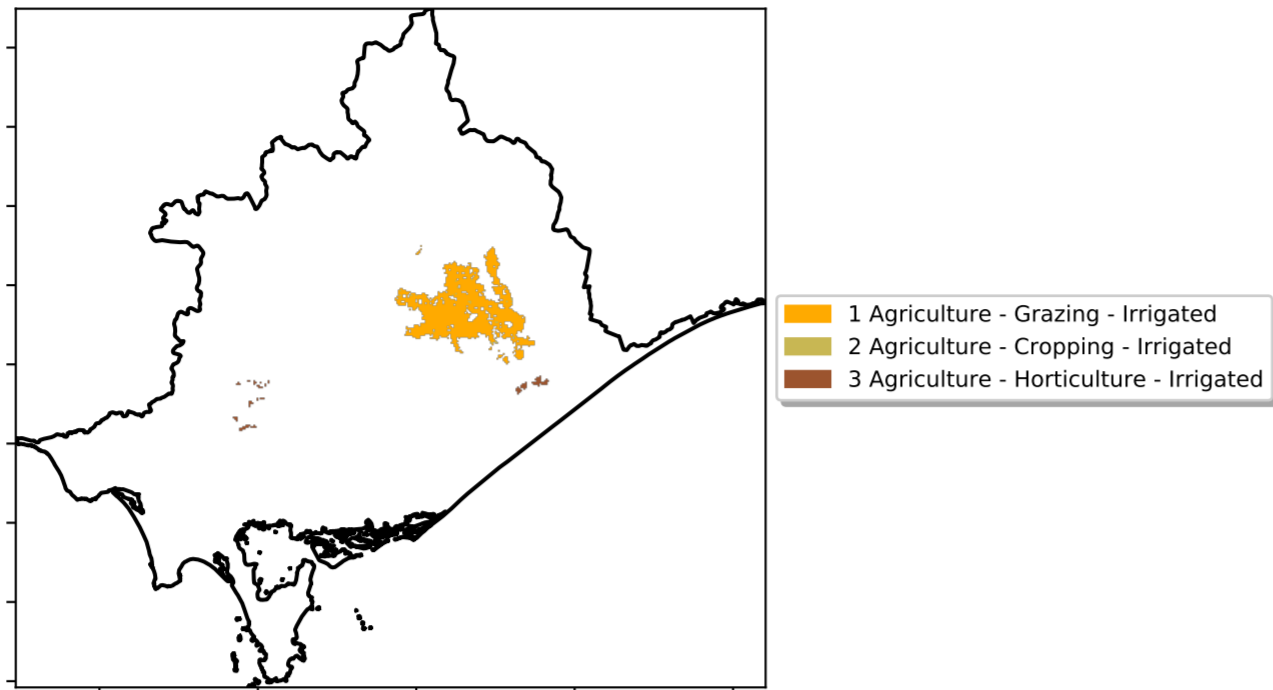 1 Agriculture - Grazing - Irrigated
2 Agriculture - Cropping - Irrigated
3 Agriculture - Horticulture - Irrigated